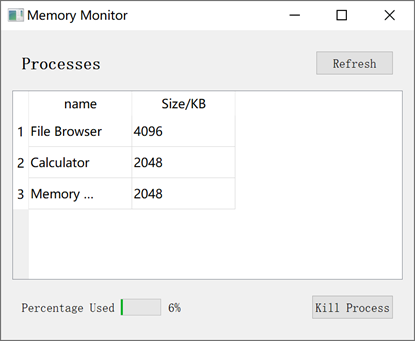 Memory Monitor
Processes
Refresh
name Size/KB
1 File Browser 4096
2 Calculator 2048
3 Memory ... 2048
Percentage Used 6%
Kill Process